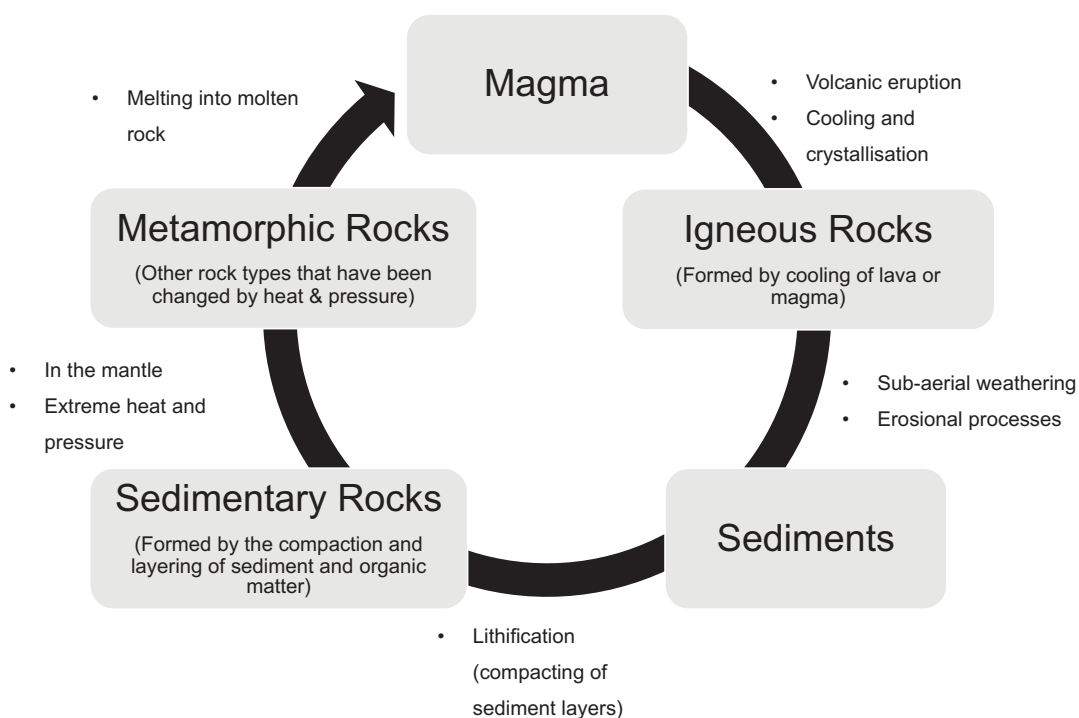 Magma
• Volcanic eruption
• Cooling and
crystallisation
Igneous Rocks
(Formed by cooling of lava or
magma)
• Sub-aerial weathering
• Erosional processes
Sediments
• Lithification
(compacting of
sediment layers)
Sedimentary Rocks
(Formed by the compaction and
layering of sediment and organic
matter)
• In the mantle
• Extreme heat and
pressure
Metamorphic Rocks
(Other rock types that have been
changed by heat & pressure)
• Melting into molten
rock